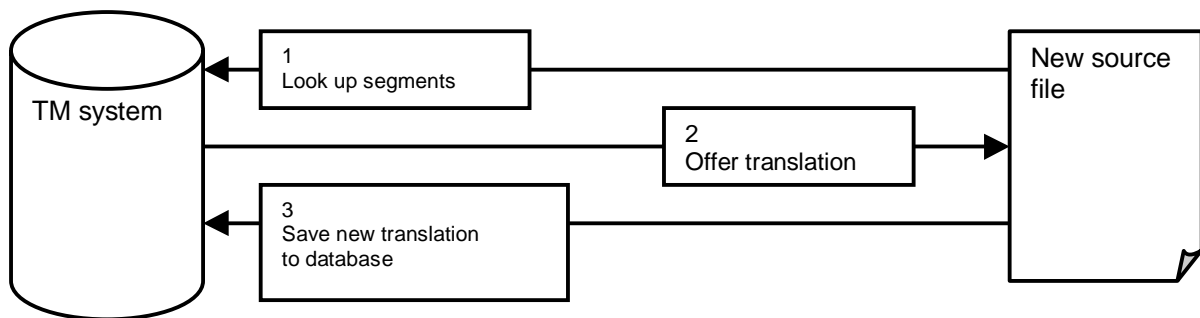 TM system
1
Look up segments
2
Offer translation
3
Save new translation
to database
New source
file